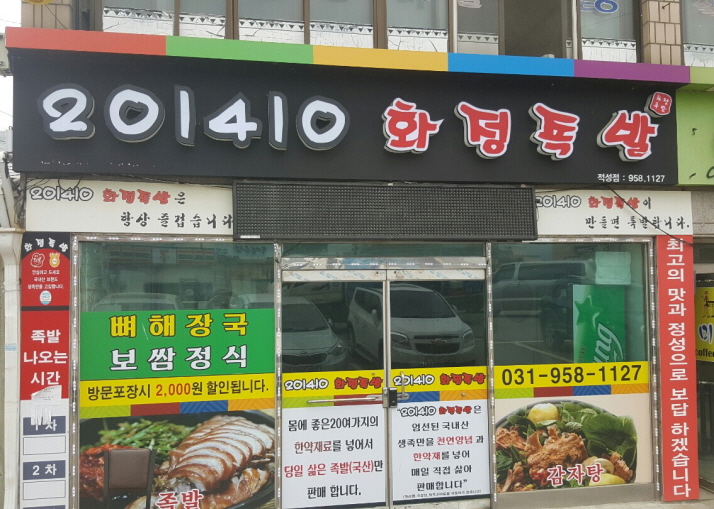 201410 화정족발
적성점 : 958.1127
201410 화정족발은
항상 즐겁습니다
201410 화정족발이
만들면 특별합니다.
화정족발
족발
나오는
시간
1차
2차
뼈해장국
보쌈정식
방문포장시 2,000원 할인됩니다.
족발
201410 화정족발
몸에 좋은20여가지의
한약재료를 넣어서
당일 삶은 족발(국산)만
판매 합니다.
201410 화정족발
201410 화정족발은
엄선된 국내산
생족만을 천연양념과
한약재를 넣어
매일 직접 삶아
판매합니다"
031-958-1127
감자탕
최고의 맛과 정성으로 보답 하겠습니다
coffee